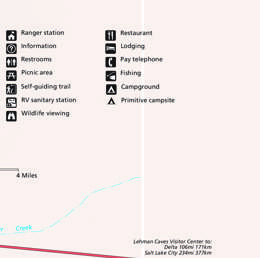 Ranger station
Information
Restrooms
Picnic area
Self-guiding trail
RV sanitary station
Wildlife viewing
Restaurant
Lodging
Pay telephone
Fishing
Campground
Primitive campsite
4 Miles
Creek
Lehman Caves Visitor Center to:
Delta 106mi 171km
Salt Lake City 234mi 377km